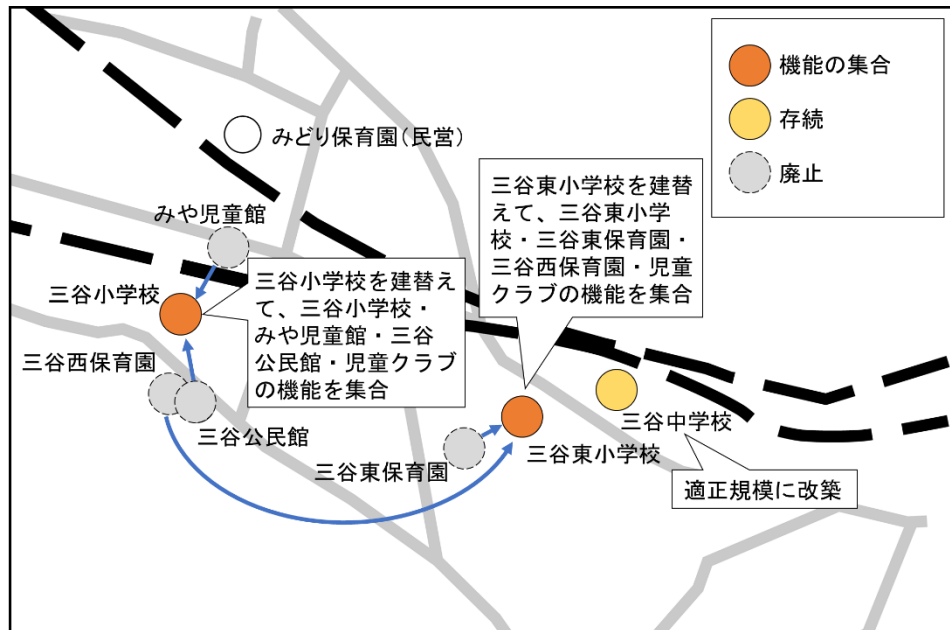 機能の集合
存続
廃止
みどり保育園(民営)
みや児童館
三谷小学校
三谷小学校を建替え
て、三谷小学校・
みや児童館・三谷
公民館・児童クラブ
の機能を集合
三谷東小学校を建替
えて、三谷東小学
校・三谷東保育園・
三谷西保育園・児童
クラブの機能を集合
三谷西保育園
三谷公民館
三谷東保育園
三谷東小学校
三谷中学校
適正規模に改築